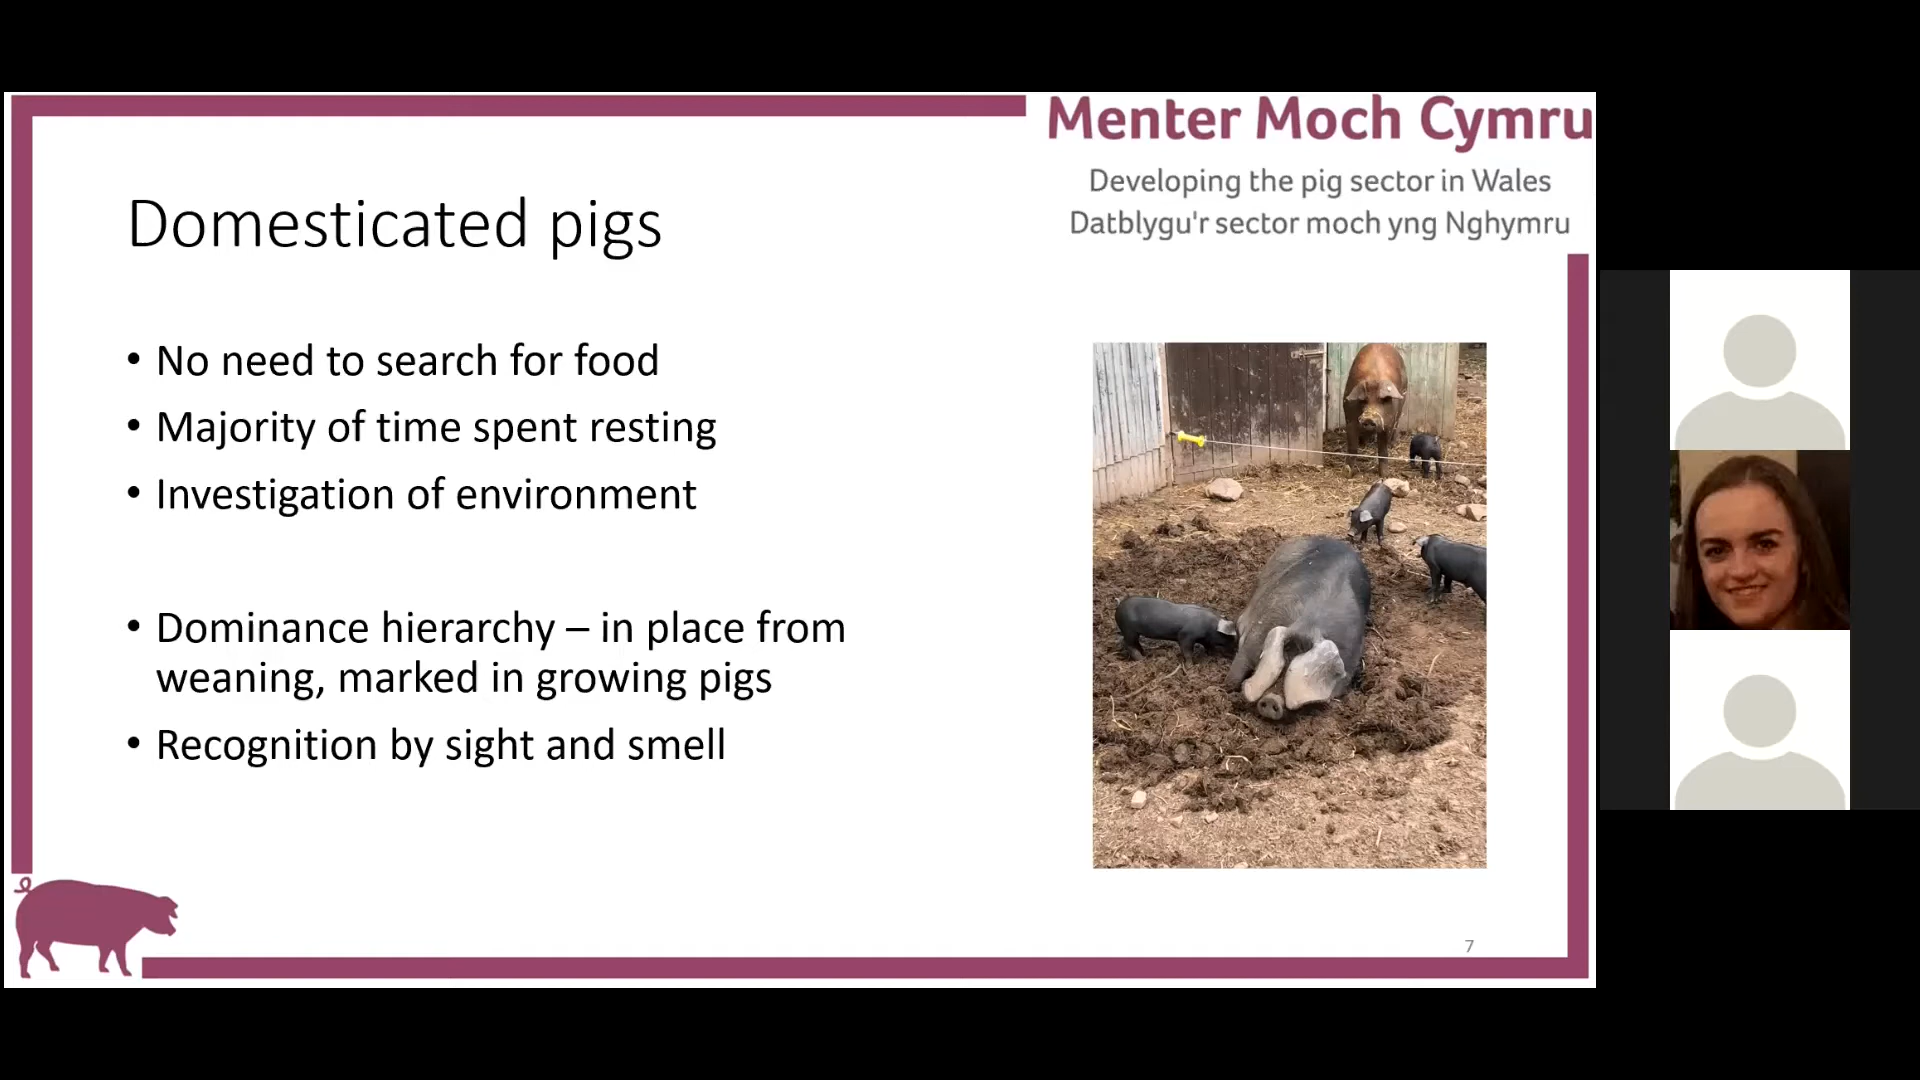 Menter Moch Cymru
Developing the pig sector in Wales
Datblygu'r sector moch yng Nghymru
Domesticated pigs
• No need to search for food
• Majority of time spent resting
• Investigation of environment
• Dominance hierarchy – in place from
weaning, marked in growing pigs
• Recognition by sight and smell
7